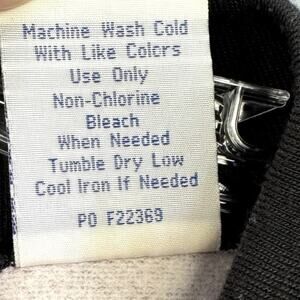 Machine Wash Cold
With Like Colors
Use Only
Non-Chlorine
Bleach
When Needed
Tumble Dry Low
Cool Iron If Needed
PO F22369